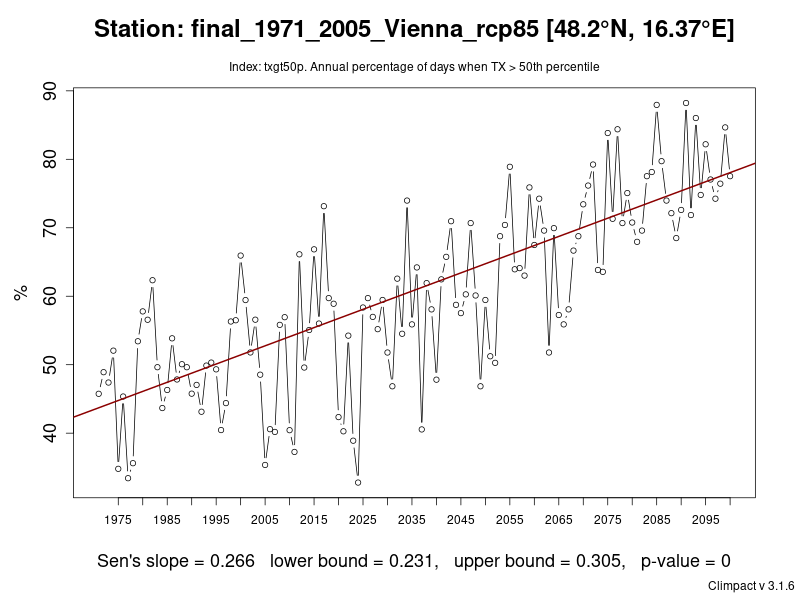 Station: final_1971_2005_Vienna_rcp85 [48.2°N, 16.37°E]
Index: txgt50p. Annual percentage of days when TX > 50th percentile
90
80
70
60
50
40
%
1975 1985 1995 2005 2015 2025 2035 2045 2055 2065 2075 2085 2095
Sen's slope = 0.266 lower bound = 0.231, upper bound = 0.305, p-value = 0
Climpact v 3.1.6